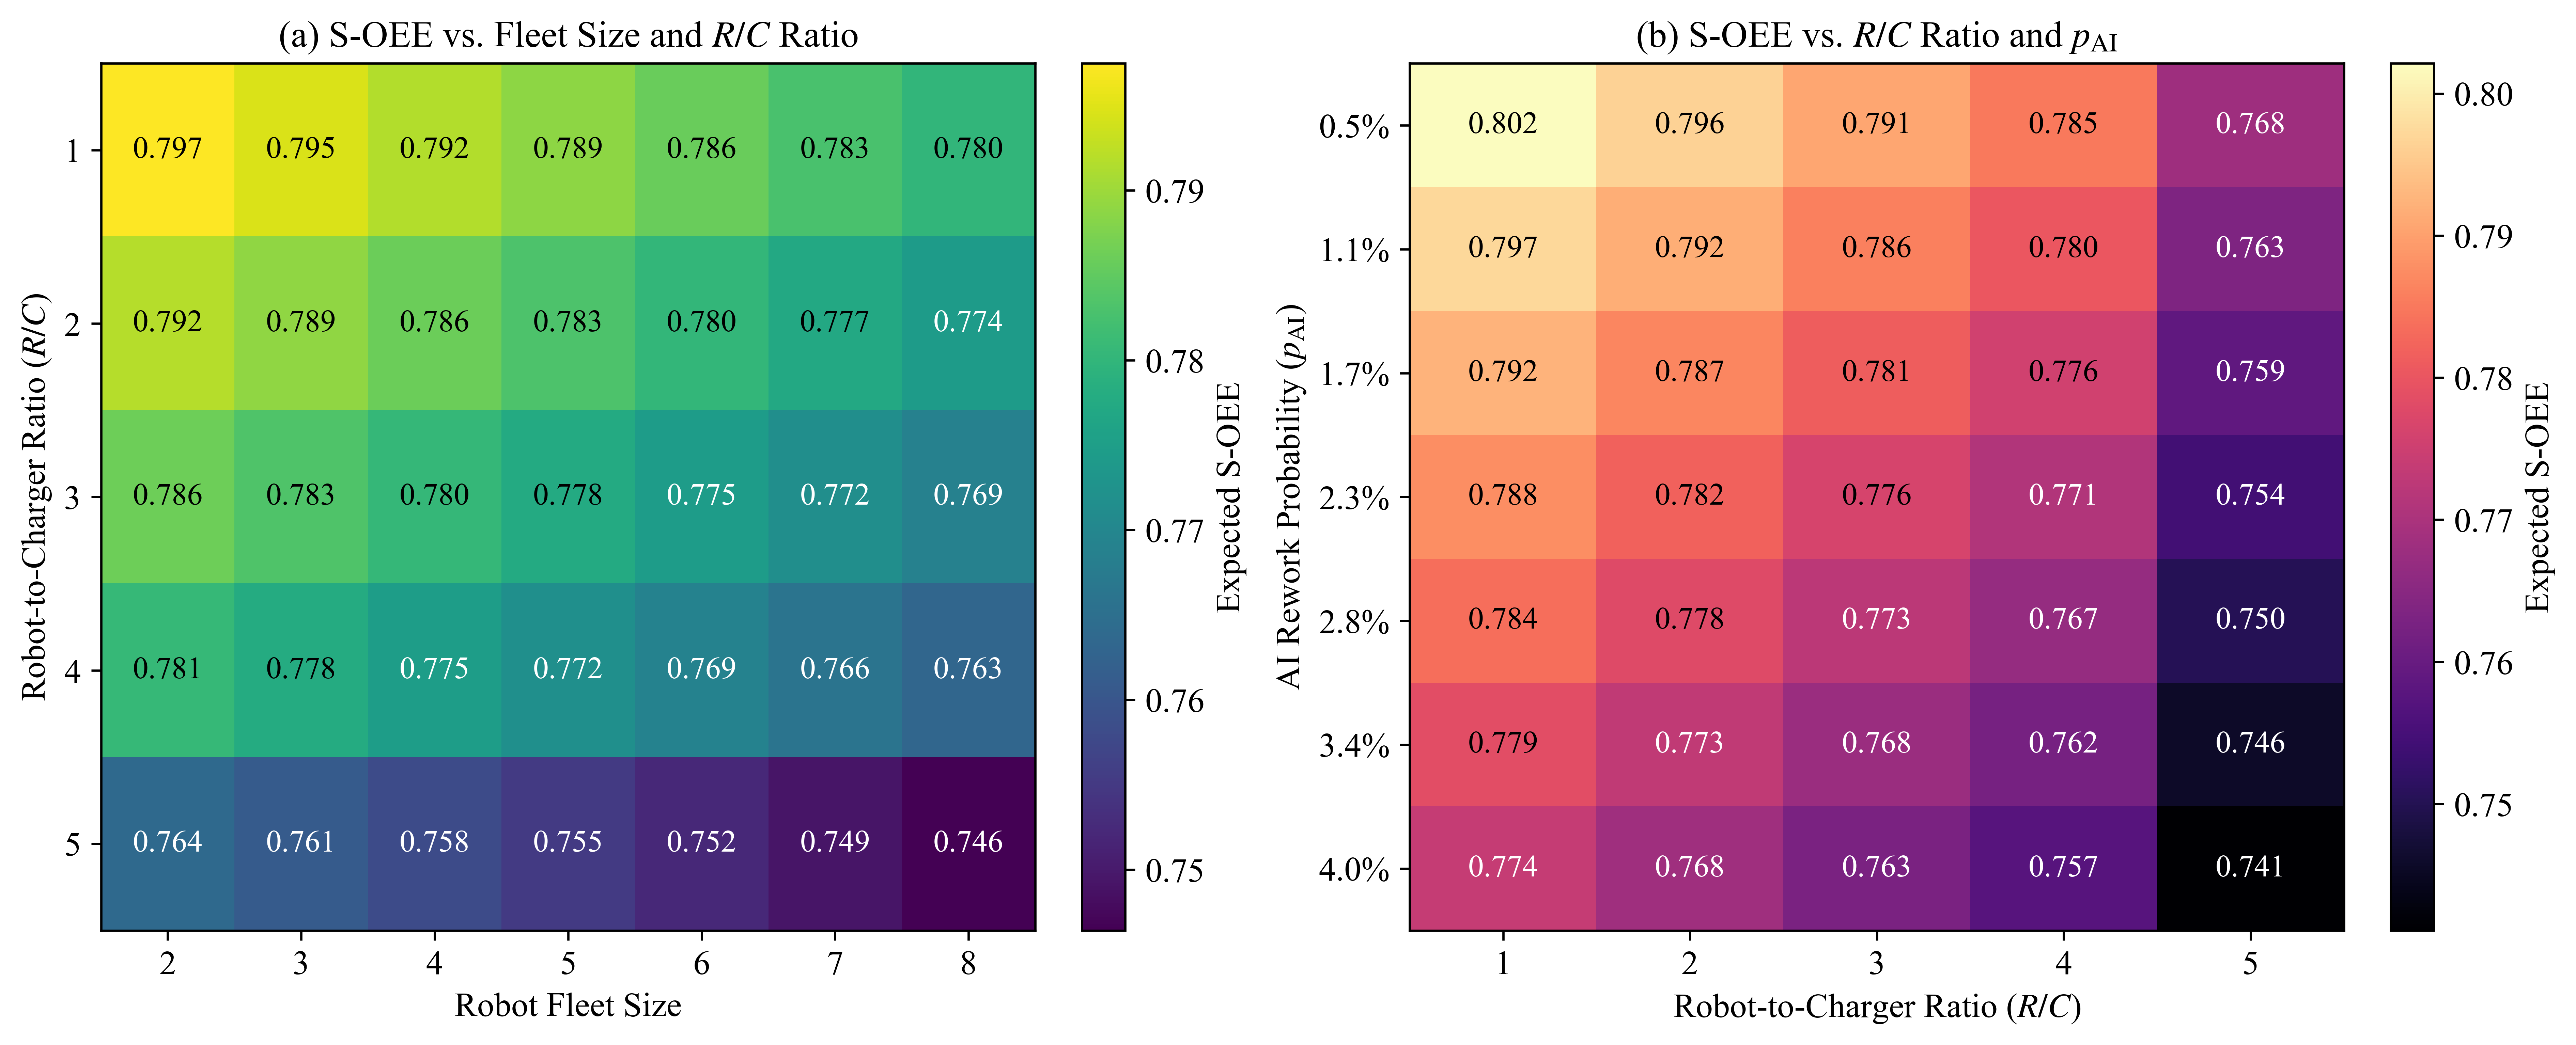 (a) S-OEE vs. Fleet Size and R/C Ratio
Robot-to-Charger Ratio (R/C)
1 0.797 0.795 0.792 0.789 0.786 0.783 0.780
2 0.792 0.789 0.786 0.783 0.780 0.777 0.774
3 0.786 0.783 0.780 0.778 0.775 0.772 0.769
4 0.781 0.778 0.775 0.772 0.769 0.766 0.763
5 0.764 0.761 0.758 0.755 0.752 0.749 0.746
2 3 4 5 6 7 8
Robot Fleet Size
0.79
0.78
0.77
0.76
0.75
Expected S-OEE
(b) S-OEE vs. R/C Ratio and pAI
AI Rework Probability (pAI)
0.5% 0.802 0.796 0.791 0.785 0.768
1.1% 0.797 0.792 0.786 0.780 0.763
1.7% 0.792 0.787 0.781 0.776 0.759
2.3% 0.788 0.782 0.776 0.771 0.754
2.8% 0.784 0.778 0.773 0.767 0.750
3.4% 0.779 0.773 0.768 0.762 0.746
4.0% 0.774 0.768 0.763 0.757 0.741
1 2 3 4 5
Robot-to-Charger Ratio (R/C)
0.80
0.79
0.78
0.77
0.76
0.75
Expected S-OEE